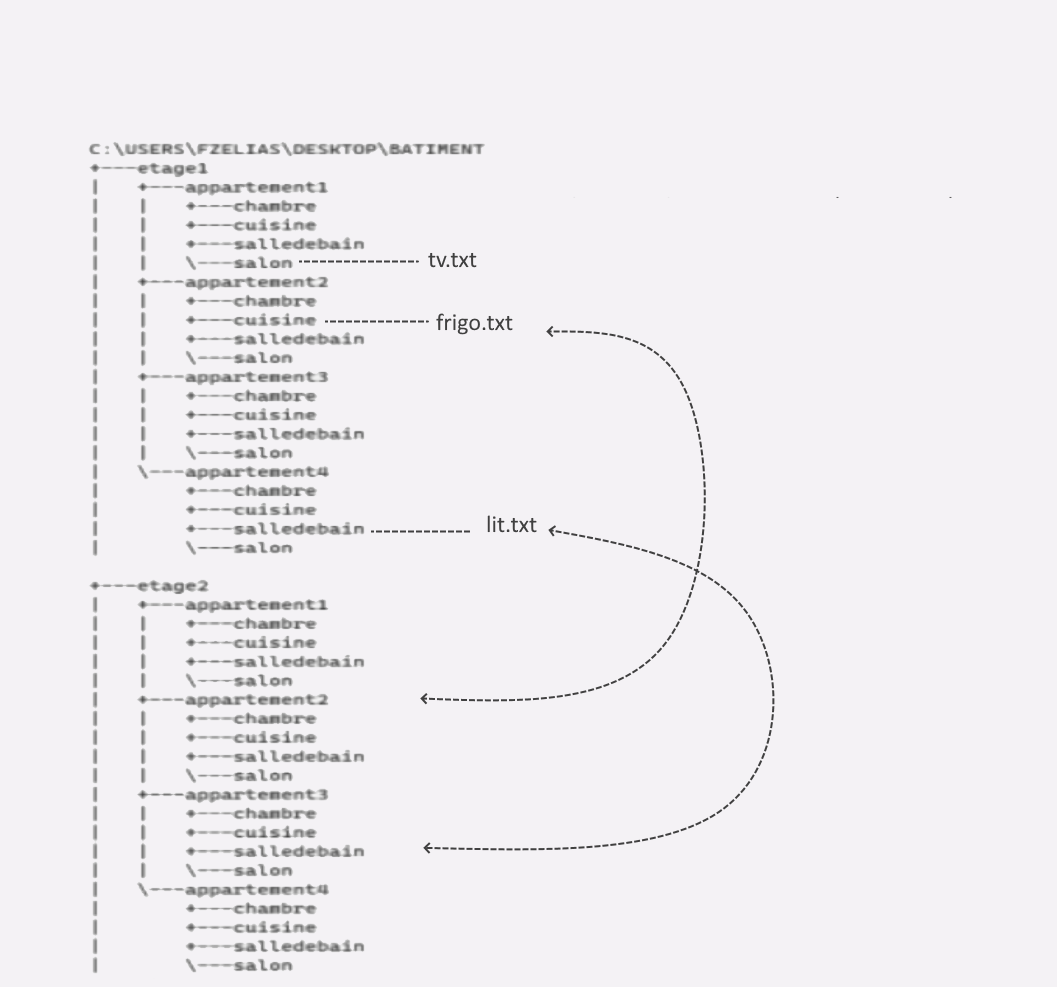 C:\USERS\FZELIAS\DESKTOP\BATIMENT
+---etage1
|   +---appartement1
|   |   +---chambre
|   |   +---cuisine
|   |   +---salledebain
|   |   \---salon tv.txt
|   +---appartement2
|   |   +---chambre
|   |   +---cuisine frigo.txt
|   |   +---salledebain
|   |   \---salon
|   +---appartement3
|   |   +---chambre
|   |   +---cuisine
|   |   +---salledebain
|   |   \---salon
|   \---appartement4
|       +---chambre
|       +---cuisine
|       +---salledebain lit.txt
|       \---salon
+---etage2
|   +---appartement1
|   |   +---chambre
|   |   +---cuisine
|   |   +---salledebain
|   |   \---salon
|   +---appartement2
|   |   +---chambre
|   |   +---cuisine
|   |   +---salledebain
|   |   \---salon
|   +---appartement3
|   |   +---chambre
|   |   +---cuisine
|   |   +---salledebain
|   |   \---salon
|   \---appartement4
|       +---chambre
|       +---cuisine
|       +---salledebain
|       \---salon